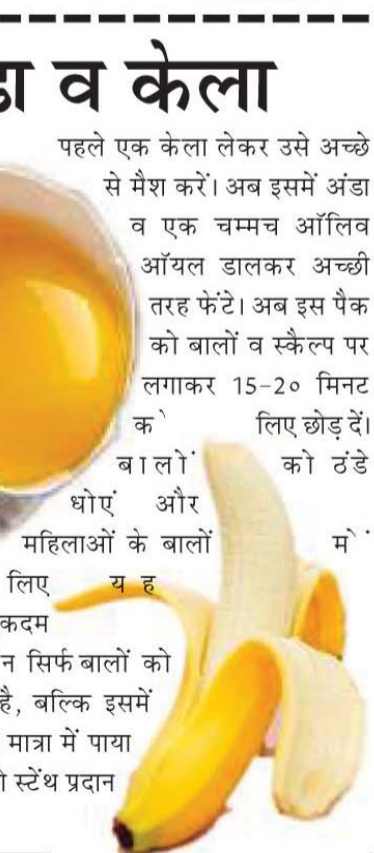 व केला
पहले एक केला लेकर उसे अच्छे
से मैश करें। अब इसमें अंडा
व एक चम्मच ऑलिव
ऑयल डालकर अच्छी
तरह फेंटे। अब इस पैक
को बालों व स्कैल्प पर
लगाकर 15-20 मिनट
के लिए छोड़ दें।
बालों को ठंडे
धोएं और
महिलाओं के बालों में
लिए यह
कदम
न सिर्फ बालों को
है, बल्कि इसमें
मात्रा में पाया
स्टेंथ प्रदान